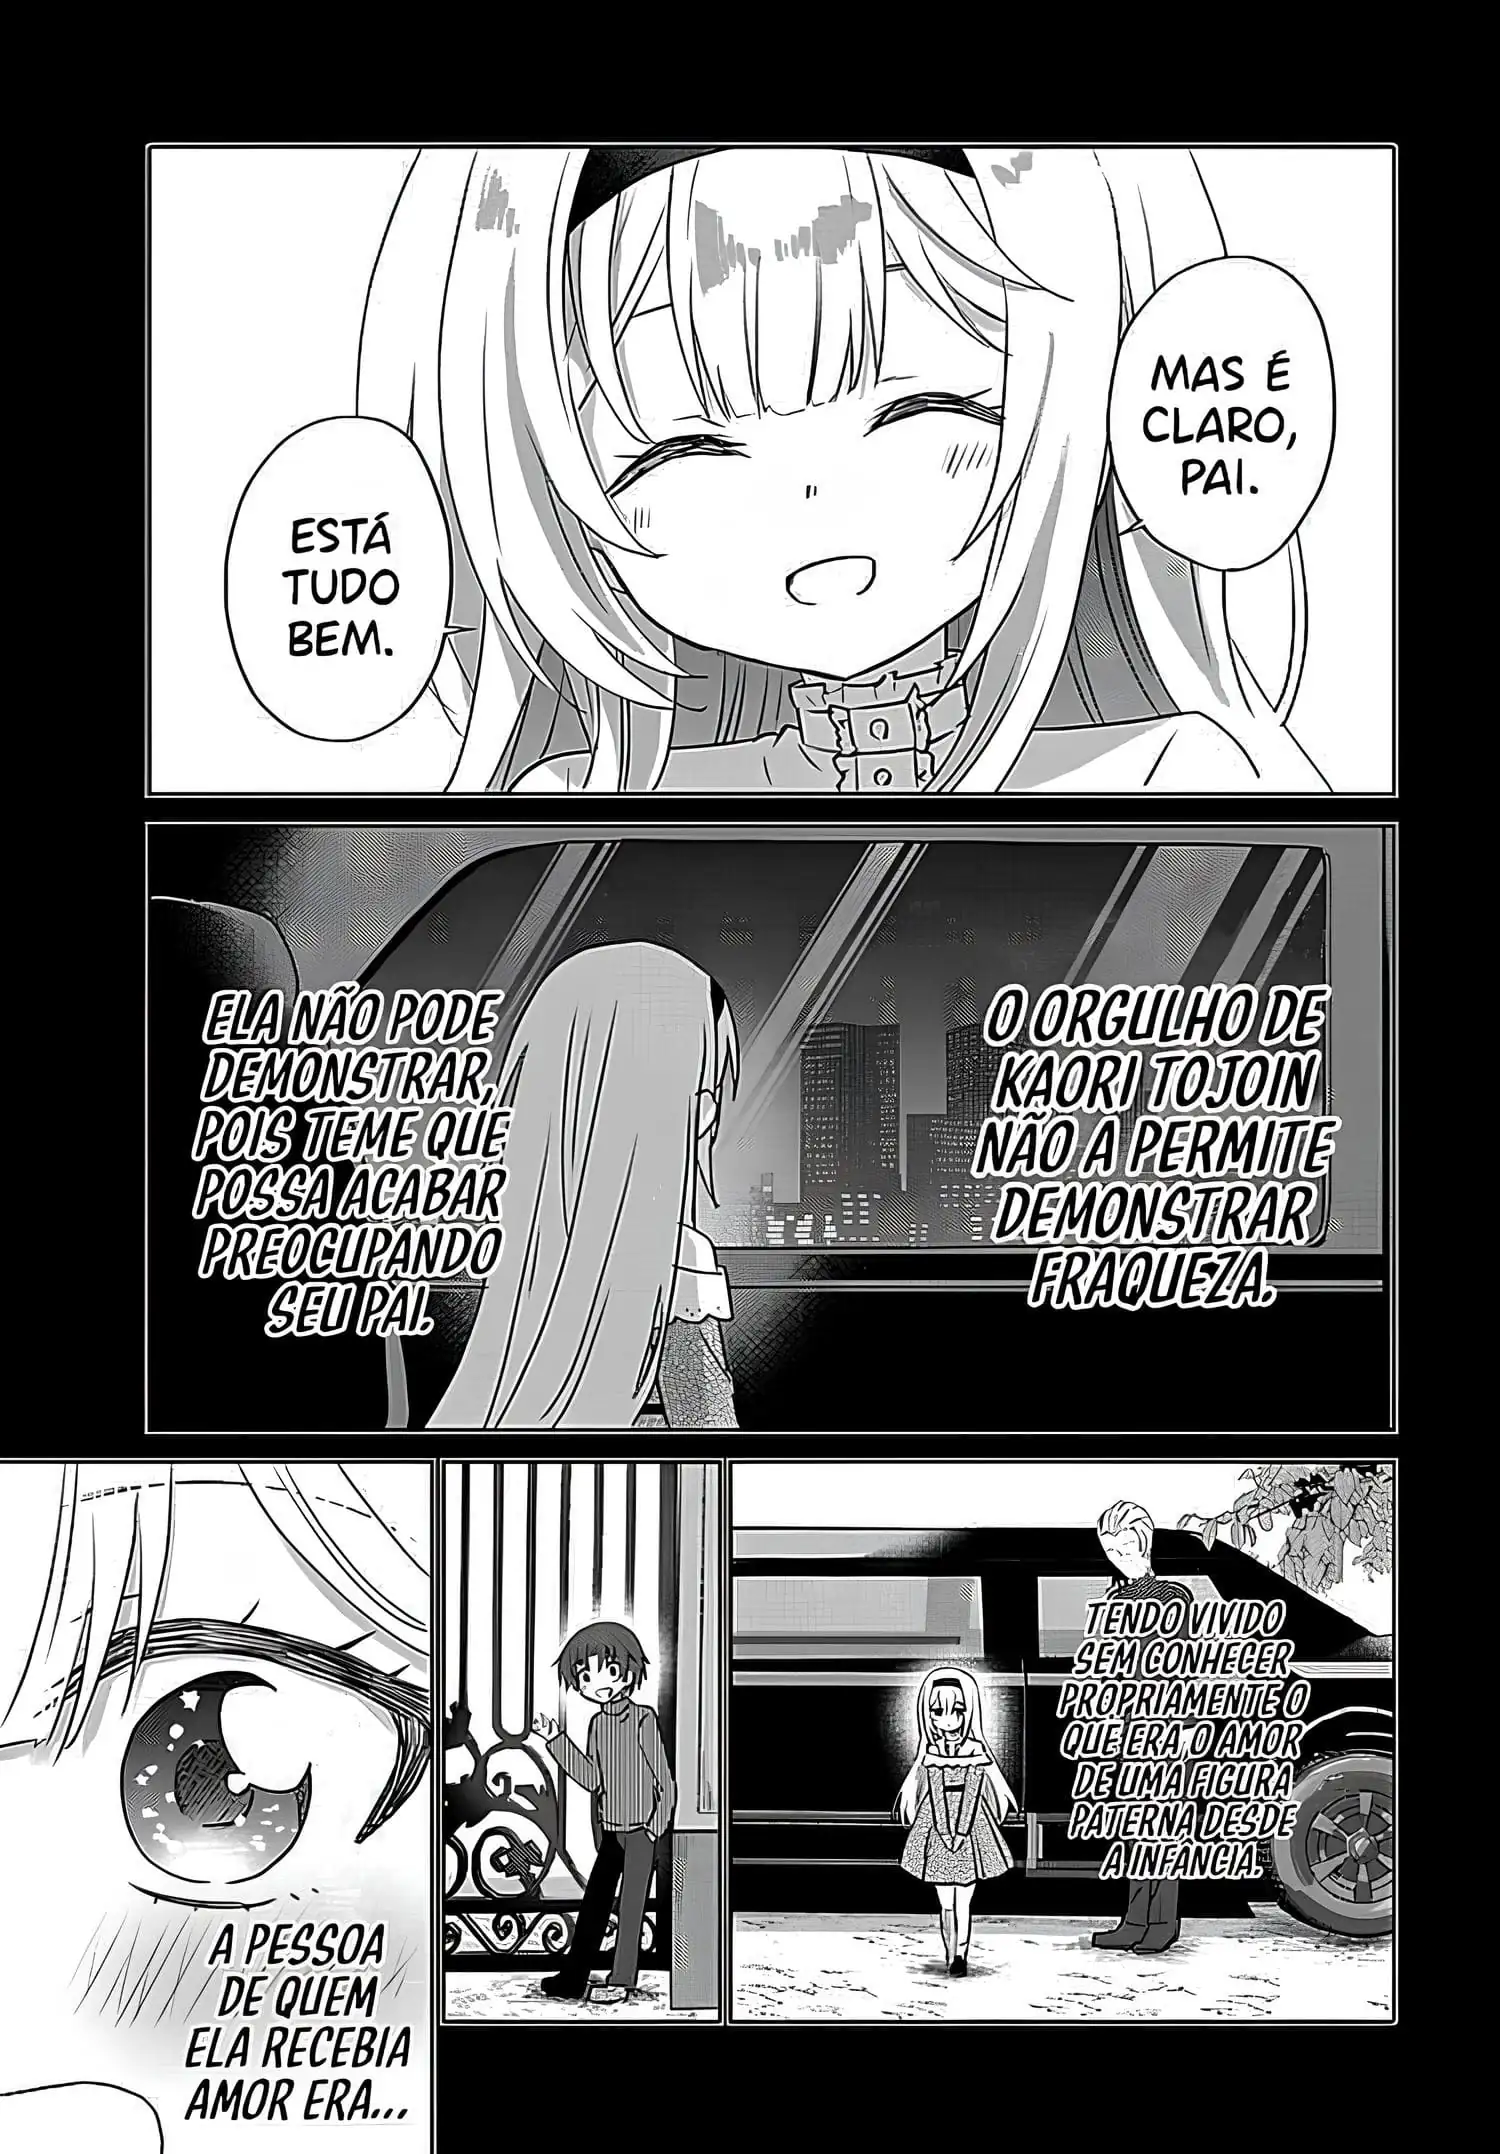 MAS É
CLARO,
PAI.
ESTÁ
TUDO
BEM.
O ORGULHO DE
KAORI TOJOIN
NÃO A PERMITE
DEMONSTRAR
FRAQUEZA.
ELA NÃO PODE
DEMONSTRAR,
POIS TEME QUE
POSSA ACABAR
PREOCUPANDO
SEU PAI.
TENDO VIVIDO
SEM CONHECER
PROPRIAMENTE O
QUE ERA O AMOR
DE UMA FIGURA
PATERNA DESDE
A INFÂNCIA.
A PESSOA
DE QUEM
ELA RECEBIA
AMOR ERA...